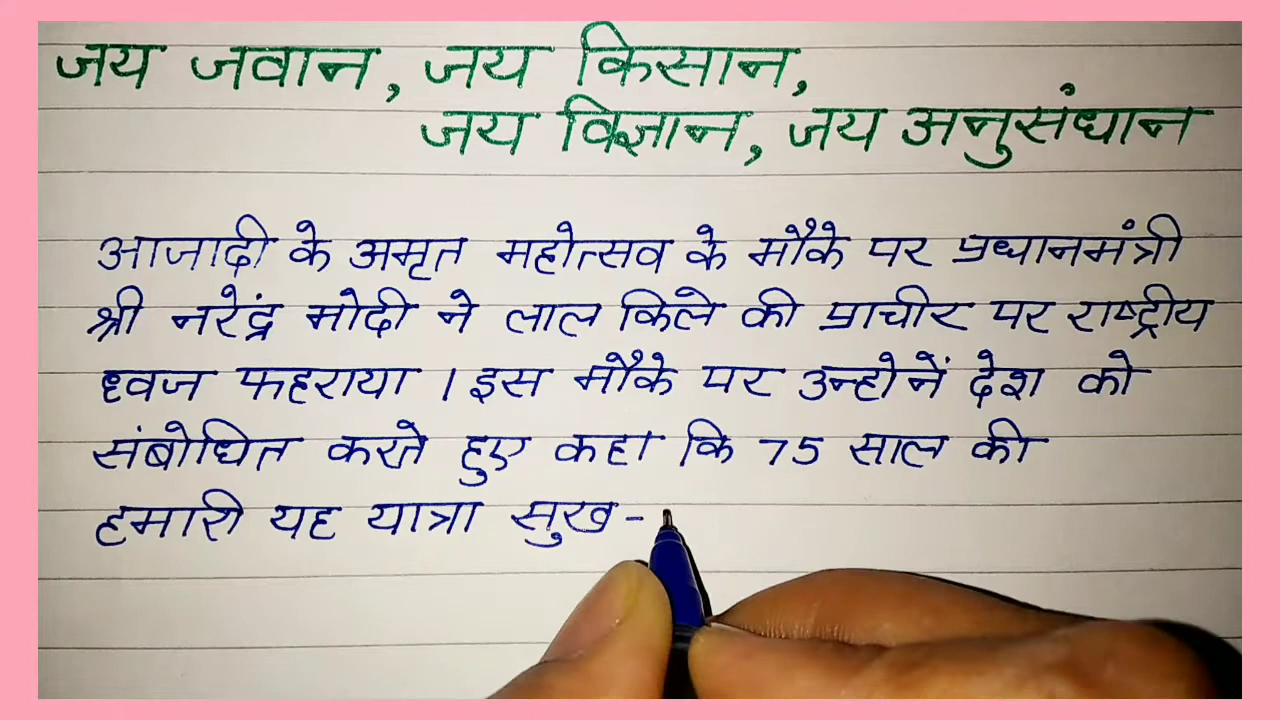 जय जवान, जय किसान,
जय विज्ञान, जय अनुसंधान
आजादी के अमृत महोत्सव के मौके पर प्रधानमंत्री
श्री नरेंद्र मोदी ने लाल किले की प्राचीर पर राष्ट्रीय
ध्वज फहराया । इस मौके पर उन्होनें देश को
संबोधित करते हुए कहा कि 75 साल की
हमारी यह यात्रा सुख-